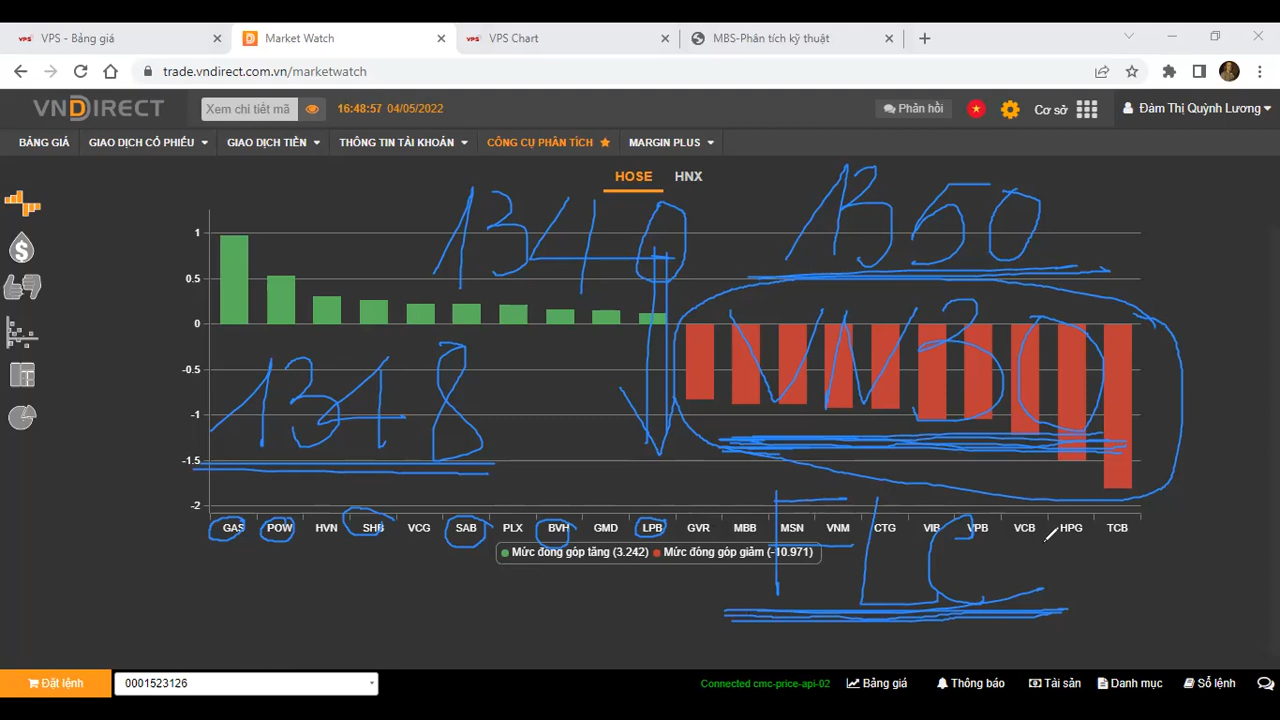 VPS VPS - Bảng giá
Market Watch
VPS VPS Chart
MBS-Phân tích kỹ thuật
trade.vndirect.com.vn/marketwatch
VNDIRECT
Xem chi tiết mã
16:48:57 04/05/2022
Phản hồi
Cơ sở
Đàm Thị Quỳnh Lương
BẢNG GIÁ GIAO DỊCH CỔ PHIẾU GIAO DỊCH TIỀN THÔNG TIN TÀI KHOẢN CÔNG CỤ PHÂN TÍCH MARGIN PLUS
HOSE HNX
1340
1350
1
0.5
0
-0.5
-1
-1.5
-2
VN30
1348
GAS POW HVN SHB VCG SAB PLX BVH GMD LPB GVR MBB MSN VNM CTG VIB VPB VCB HPG TCB
FLC
Mức đóng góp tăng (3.242) Mức đóng góp giảm (-10.971)
Đặt lệnh
0001523126
Connected cmc-price-api-02
Bảng giá Thông báo Tài sản Danh mục Sổ lệnh